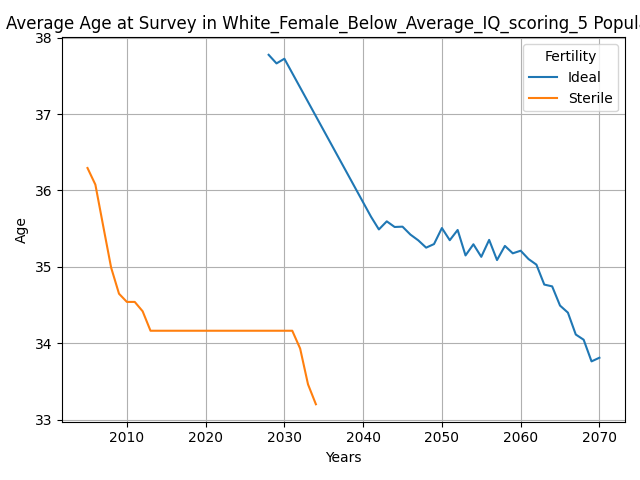 Average Age at Survey in White_Female_Below_Average_IQ_scoring_5 Popul
38
37
36
35
34
33
Age
Fertility
Ideal
Sterile
2010 2020 2030 2040 2050 2060 2070
Years